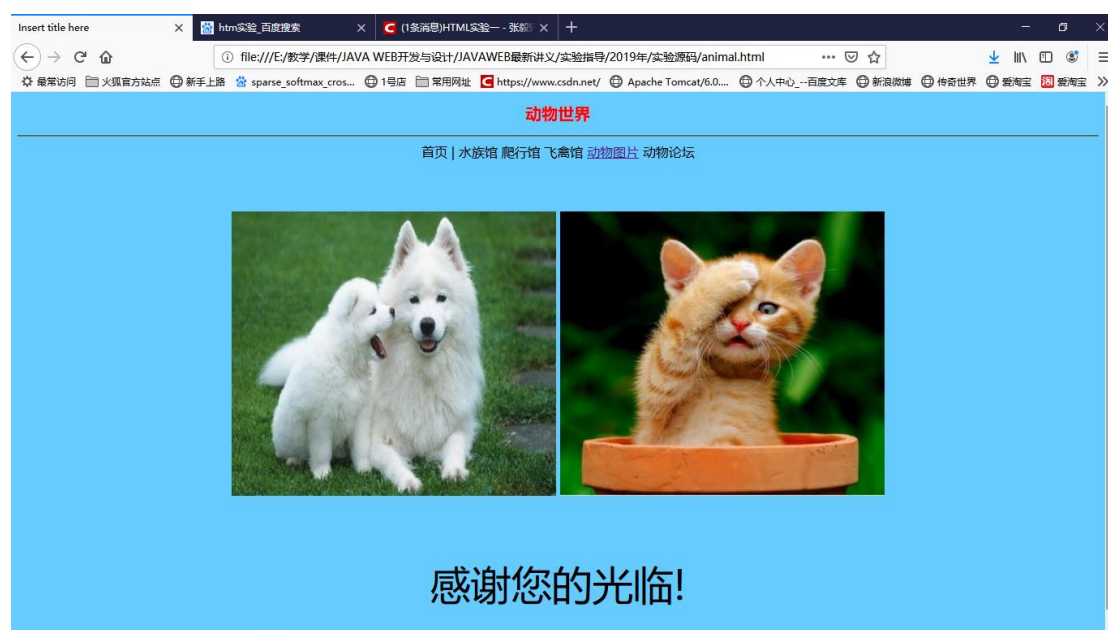 Insert title here
htm实验_百度搜索
(1条消息)HTML实验一 - 张毅
file:///E:/教学/课件/JAVA WEB开发与设计/JAVAWEB最新讲义/实验指导/2019年/实验源码/animal.html
最常访问 火狐官方站点 新手上路 sparse_softmax_cros... 1号店 常用网址 https://www.csdn.net/ Apache Tomcat/6.0.... 个人中心_--百度文库 新浪微博 传奇世界 爱淘宝 爱淘宝
动物世界
首页 | 水族馆 爬行馆 飞禽馆 动物图片 动物论坛
感谢您的光临!